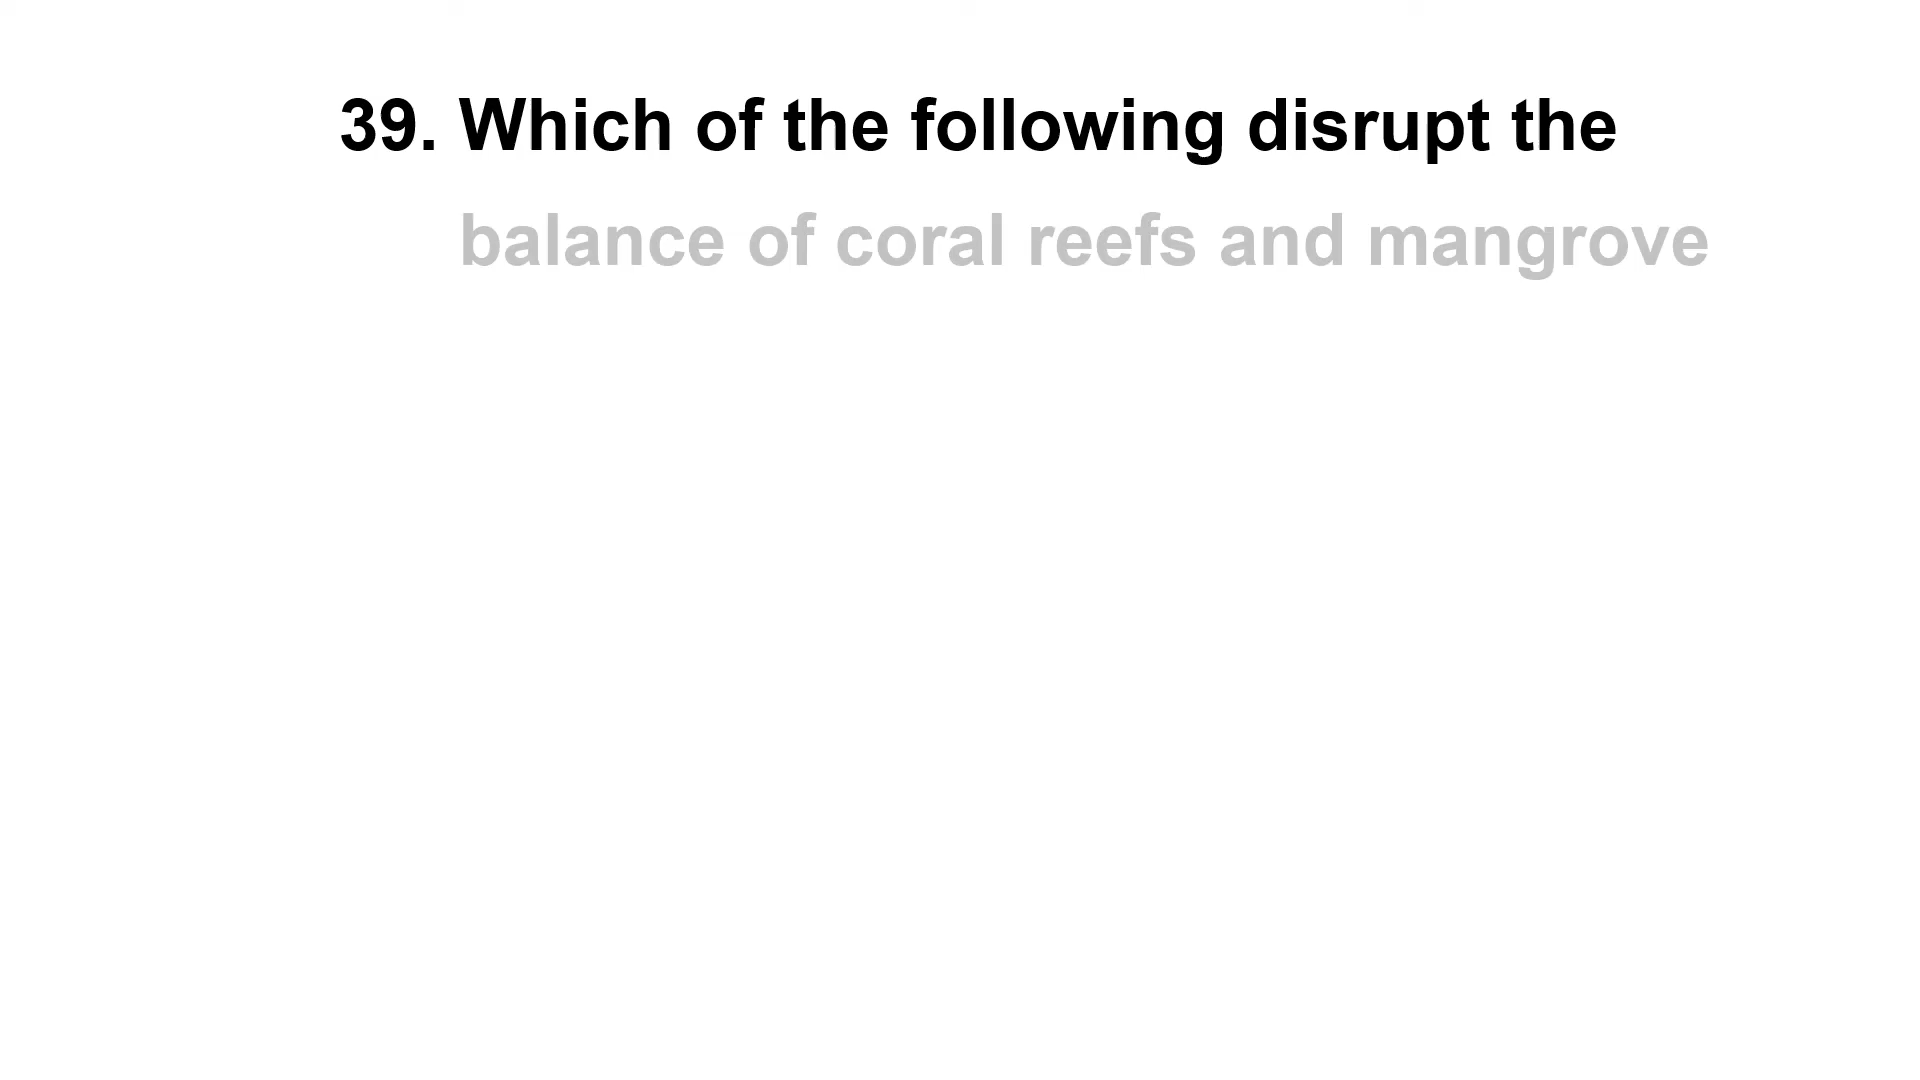 39. Which of the following disrupt the
balance of coral reefs and mangrove